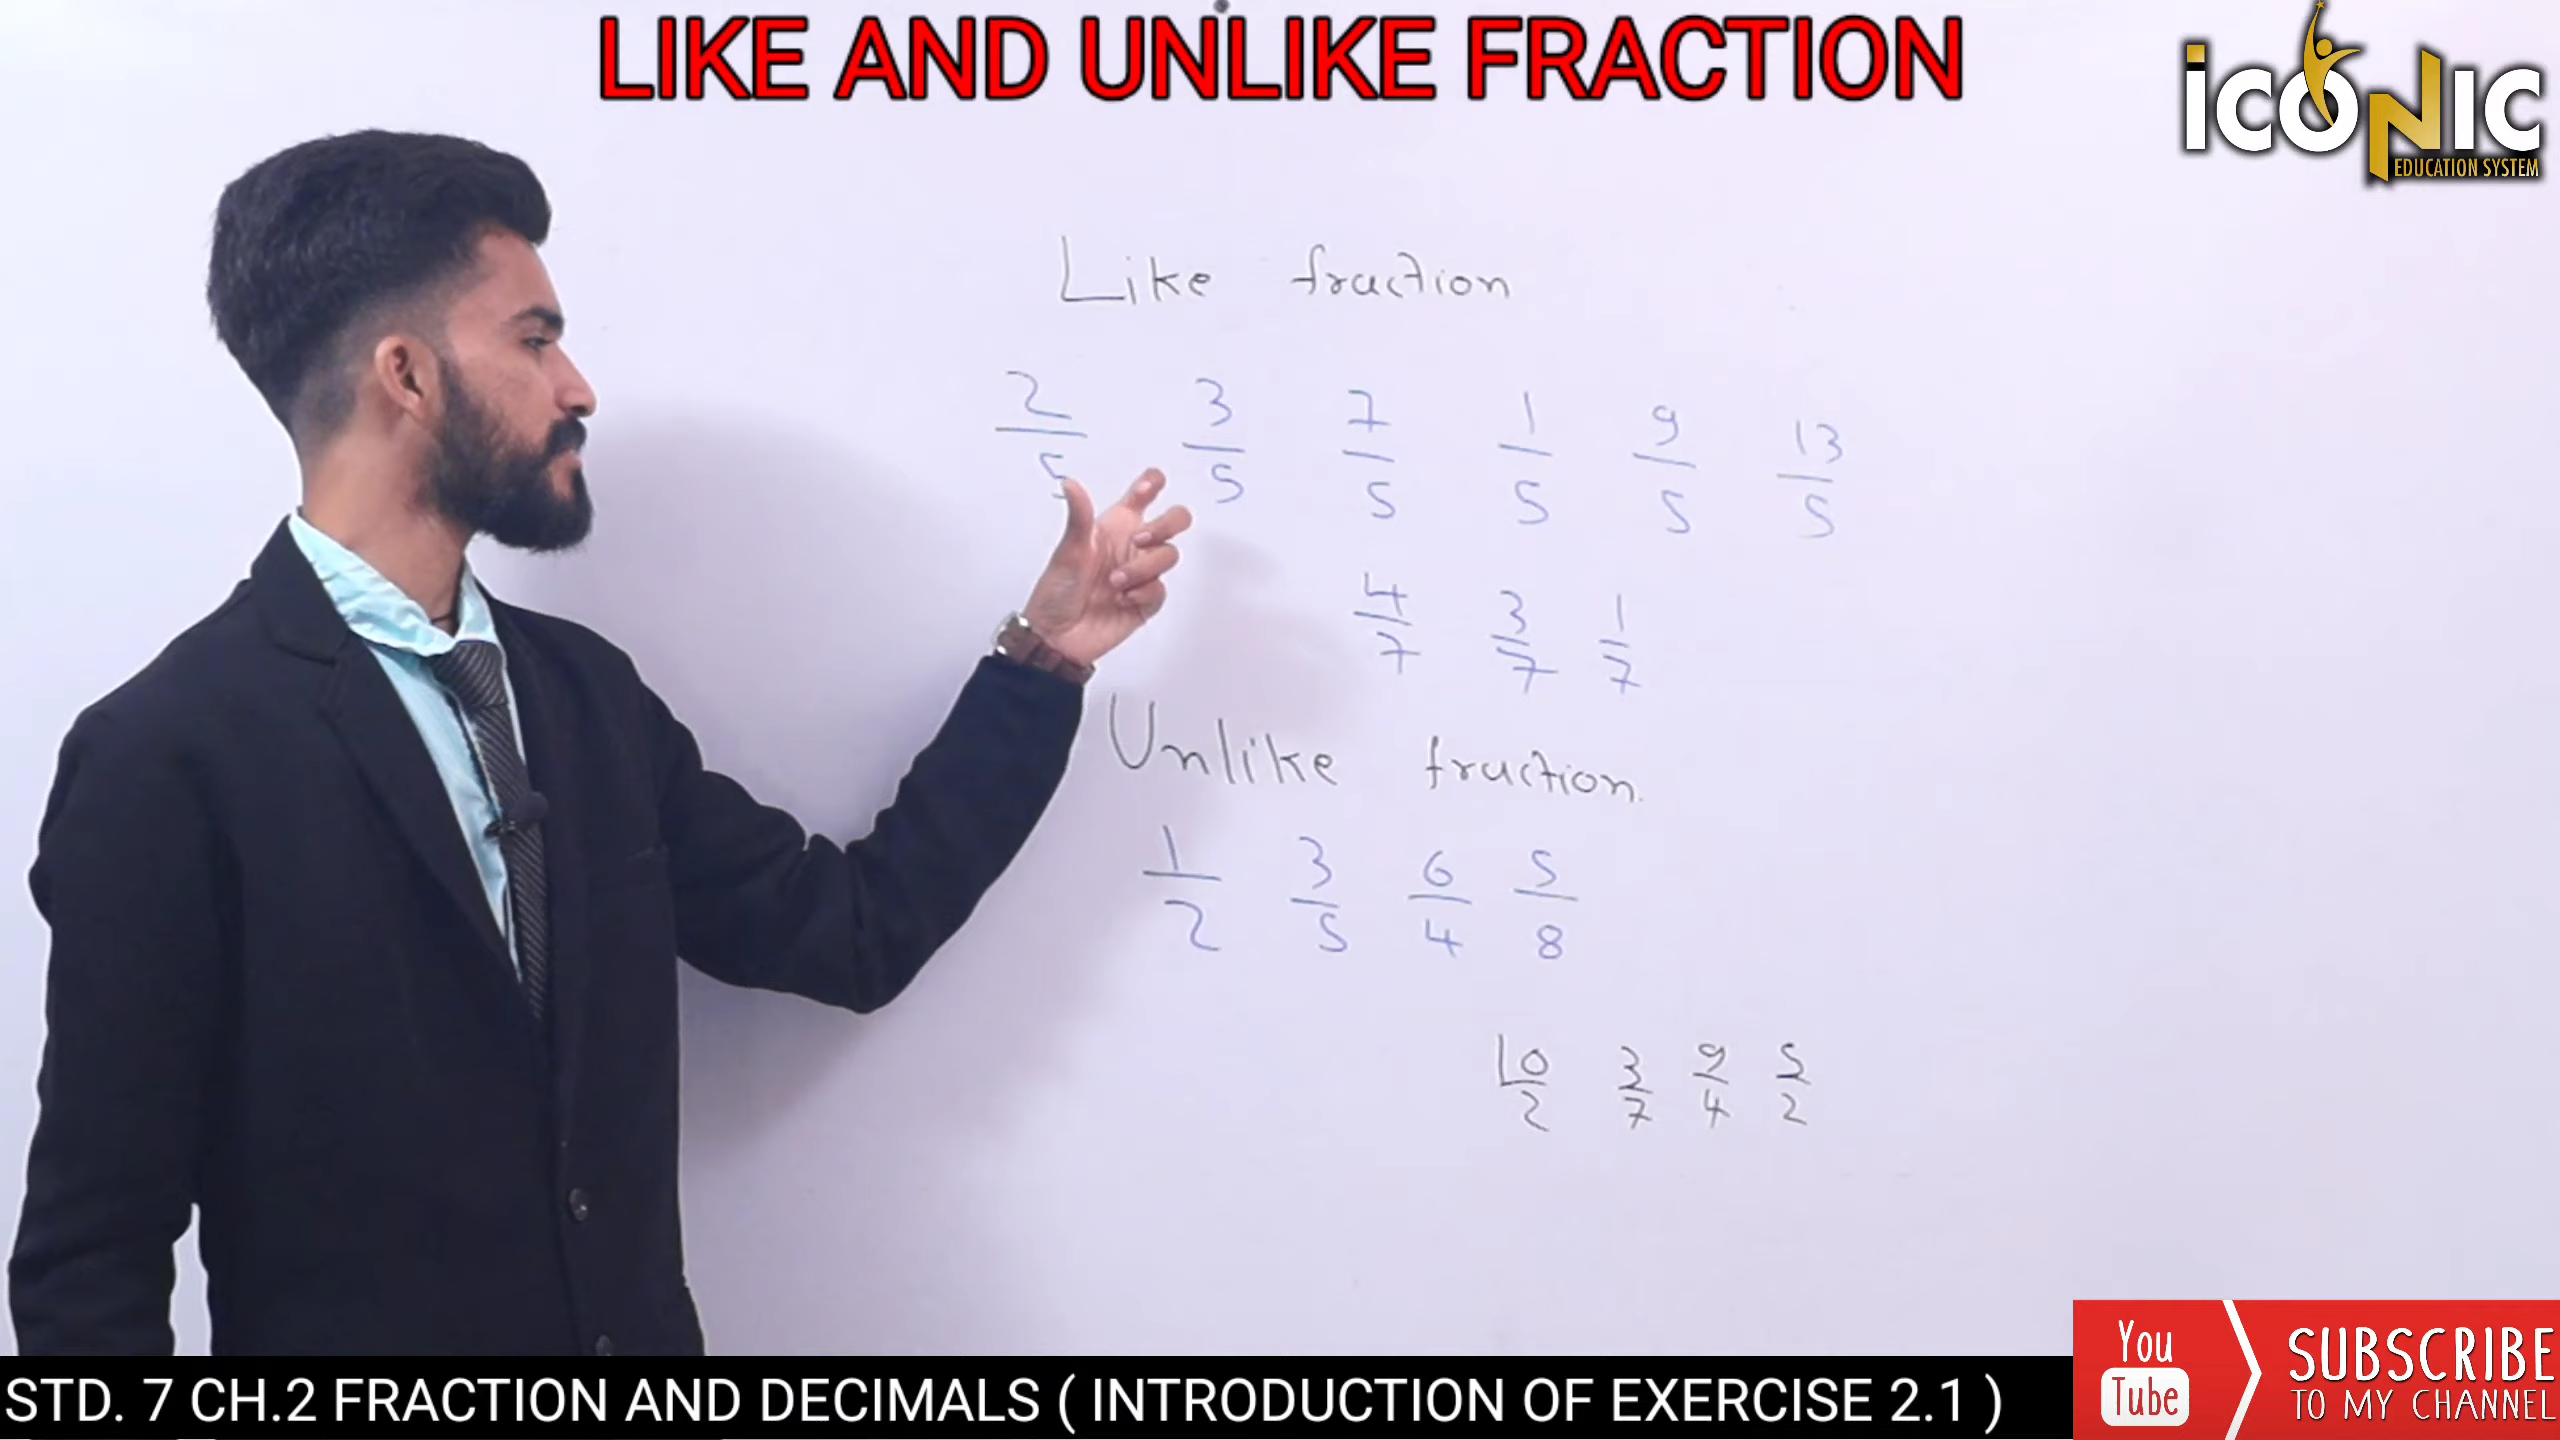 LIKE AND UNLIKE FRACTION
iCONIC
EDUCATION SYSTEM
Like fraction
2/5 3/5 7/5 1/5 9/5 13/5
4/7 3/7 1/7
Unlike fraction.
1/2 3/5 6/4 5/8
10/2 3/7 9/4 5/2
STD. 7 CH.2 FRACTION AND DECIMALS ( INTRODUCTION OF EXERCISE 2.1 )
You
Tube
SUBSCRIBE
TO MY CHANNEL